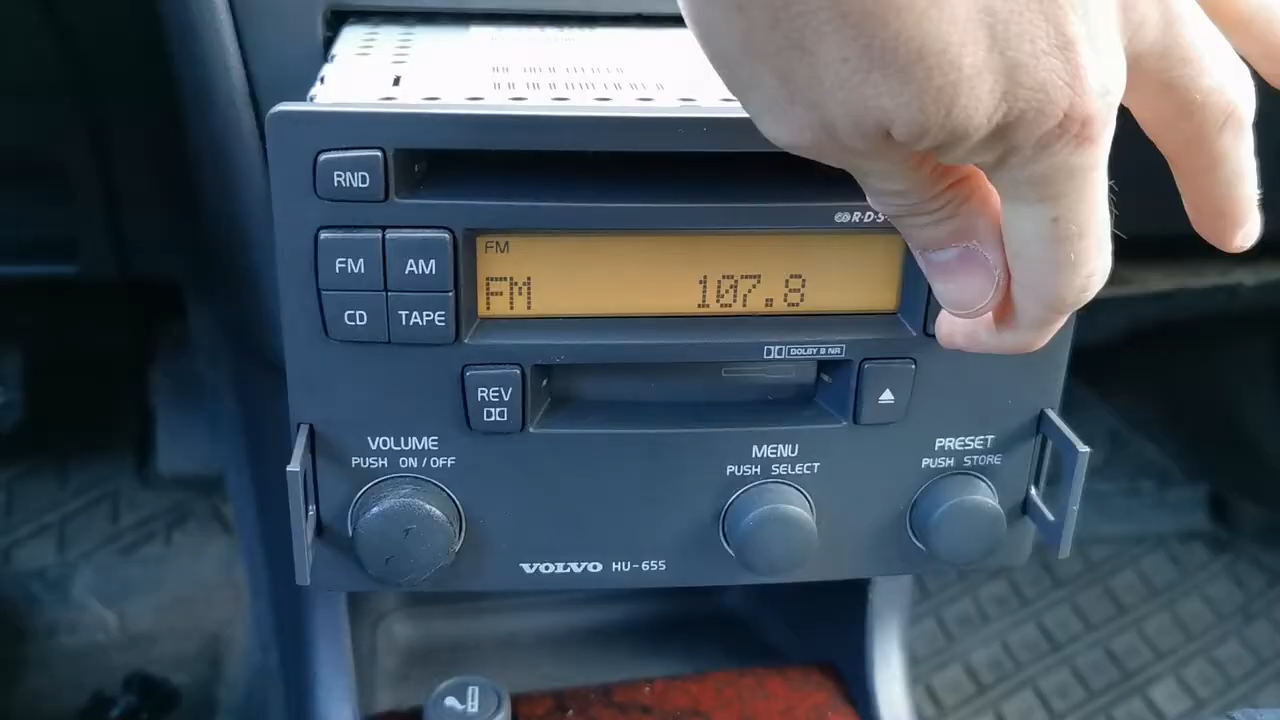 RND
R·D·S
FM
AM
CD
TAPE
FM
FM 107.8
DOLBY B NR
REV
VOLUME
PUSH ON/OFF
MENU
PUSH SELECT
PRESET
PUSH STORE
VOLVO HU-655